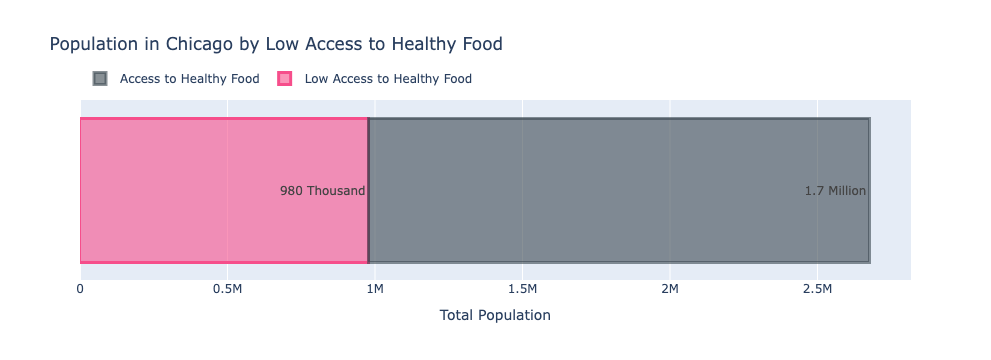 Population in Chicago by Low Access to Healthy Food
Access to Healthy Food Low Access to Healthy Food
980 Thousand 1.7 Million
0 0.5M 1M 1.5M 2M 2.5M
Total Population